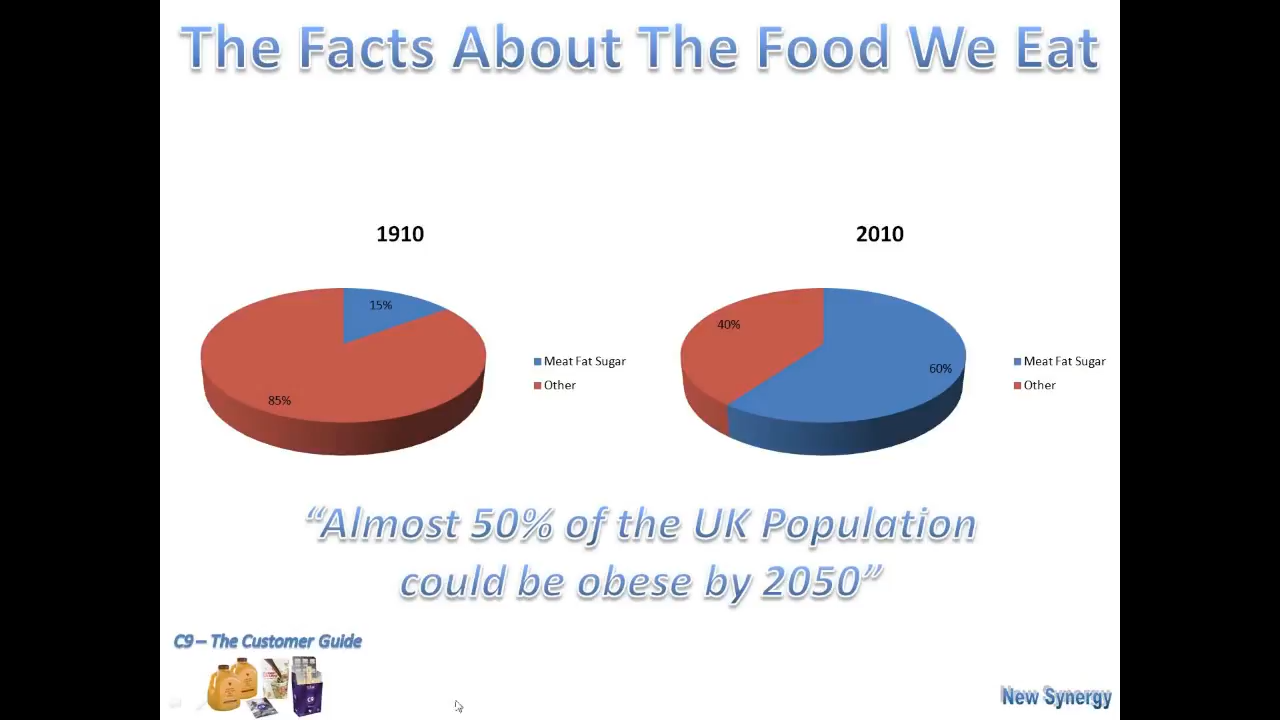 The Facts About The Food We Eat
1910
15%
85%
Meat Fat Sugar
Other
2010
40%
60%
Meat Fat Sugar
Other
“Almost 50% of the UK Population
could be obese by 2050”
C9 – The Customer Guide
C9
New Synergy